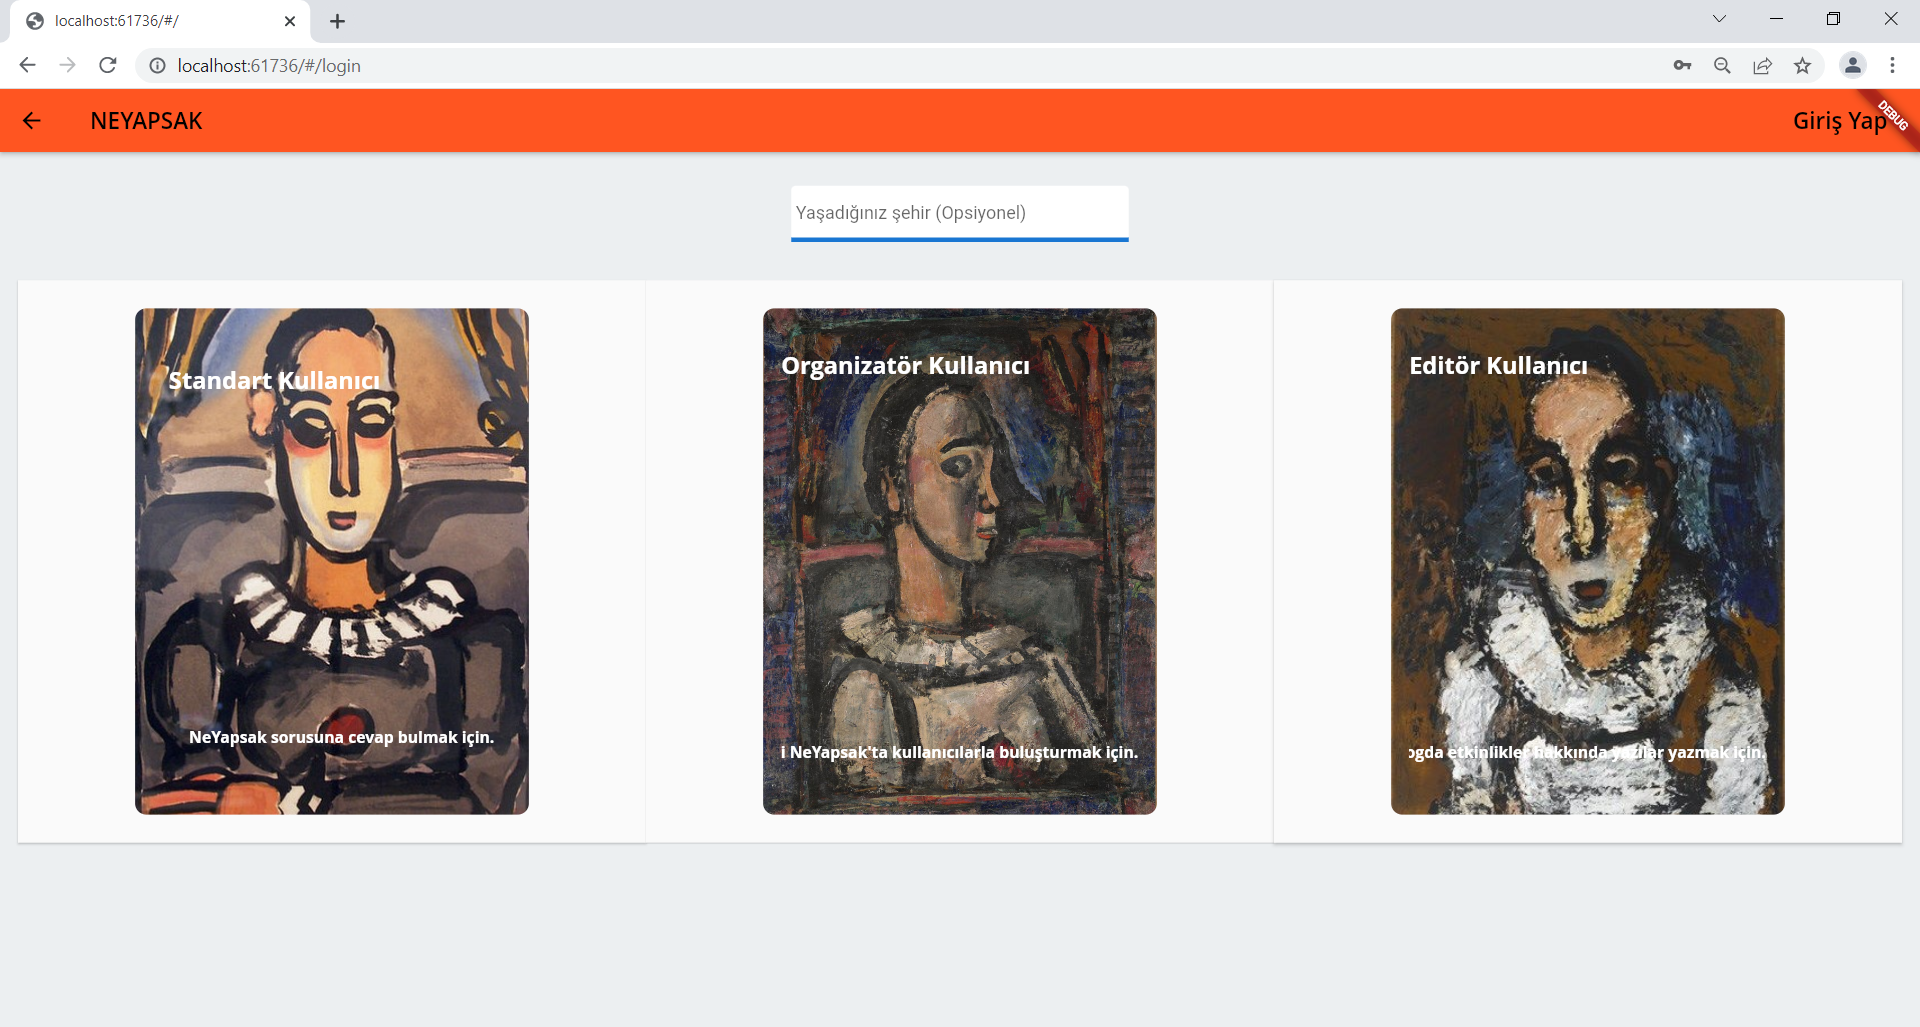 localhost:61736/#/
localhost:61736/#/login
NEYAPSAK
Giriş Yap
DEBUG
Yaşadığınız şehir (Opsiyonel)
Standart Kullanıcı
NeYapsak sorusuna cevap bulmak için.
Organizatör Kullanıcı
i NeYapsak'ta kullanıcılarla buluşturmak için.
Editör Kullanıcı
ogda etkinlikler hakkında yazılar yazmak için.